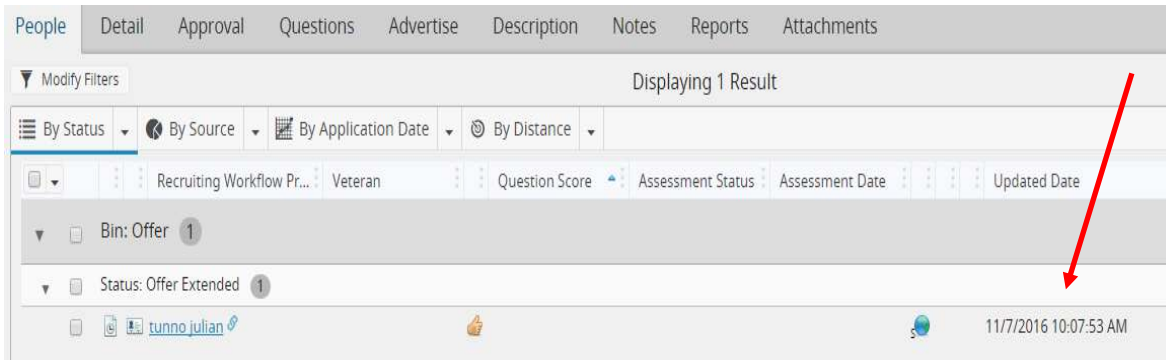 People Detail Approval Questions Advertise Description Notes Reports Attachments
Modify Filters Displaying 1 Result
By Status By Source By Application Date By Distance
Recruiting Workflow Pr... Veteran Question Score Assessment Status Assessment Date Updated Date
Bin: Offer 1
Status: Offer Extended 1
tunno julian 5 11/7/2016 10:07:53 AM